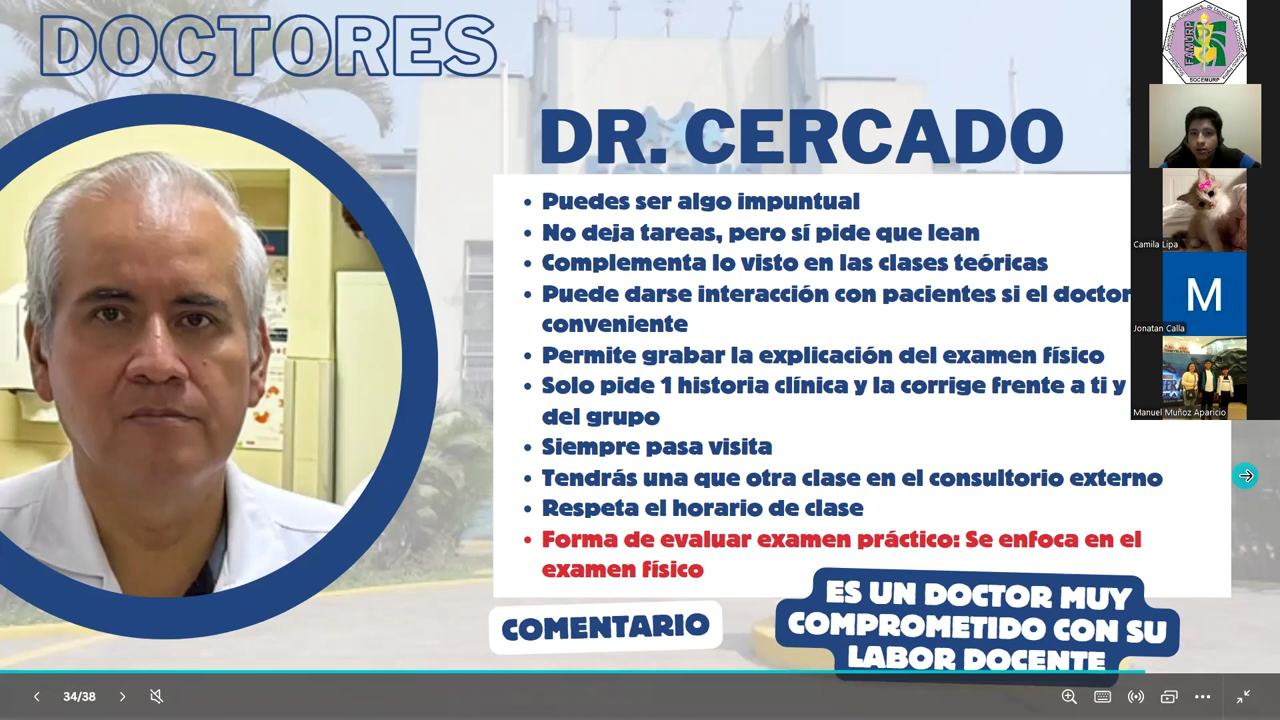 DOCTORES
DR. CERCADO
• Puedes ser algo impuntual
• No deja tareas, pero sí pide que lean
• Complementa lo visto en las clases teóricas
• Puede darse interacción con pacientes si el doctor
conveniente
• Permite grabar la explicación del examen físico
• Solo pide 1 historia clínica y la corrige frente a ti y
del grupo
• Siempre pasa visita
• Tendrás una que otra clase en el consultorio externo
• Respeta el horario de clase
• Forma de evaluar examen práctico: Se enfoca en el
examen físico
COMENTARIO
ES UN DOCTOR MUY
COMPROMETIDO CON SU
LABOR DOCENTE
FAMURP
SOCEMURP
Camila Lipa
M
Jonatan Calla
Manuel Muñoz Aparicio
34/38